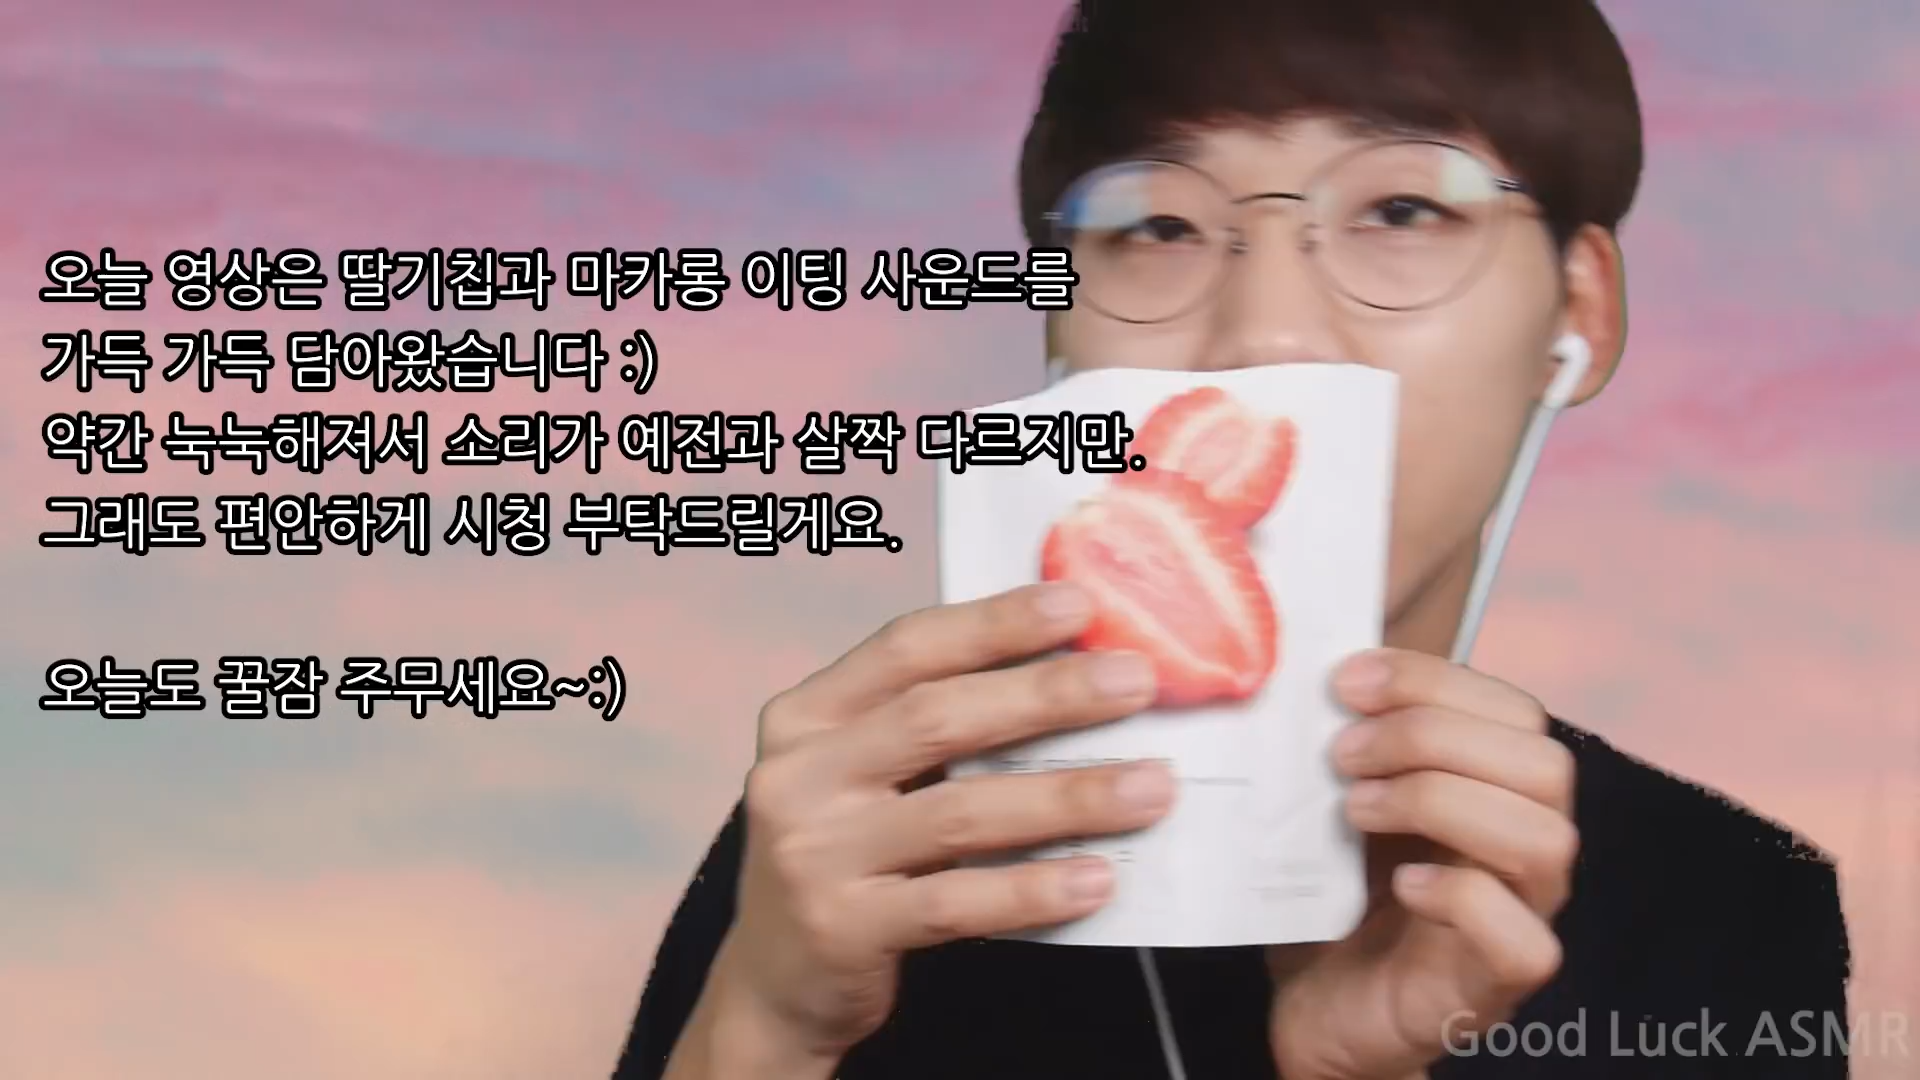 오늘 영상은 딸기칩과 마카롱 이팅 사운드를
가득 가득 담아왔습니다 :)
약간 눅눅해져서 소리가 예전과 살짝 다르지만.
그래도 편안하게 시청 부탁드릴게요.
오늘도 꿀잠 주무세요~:)
Good Luck ASMR